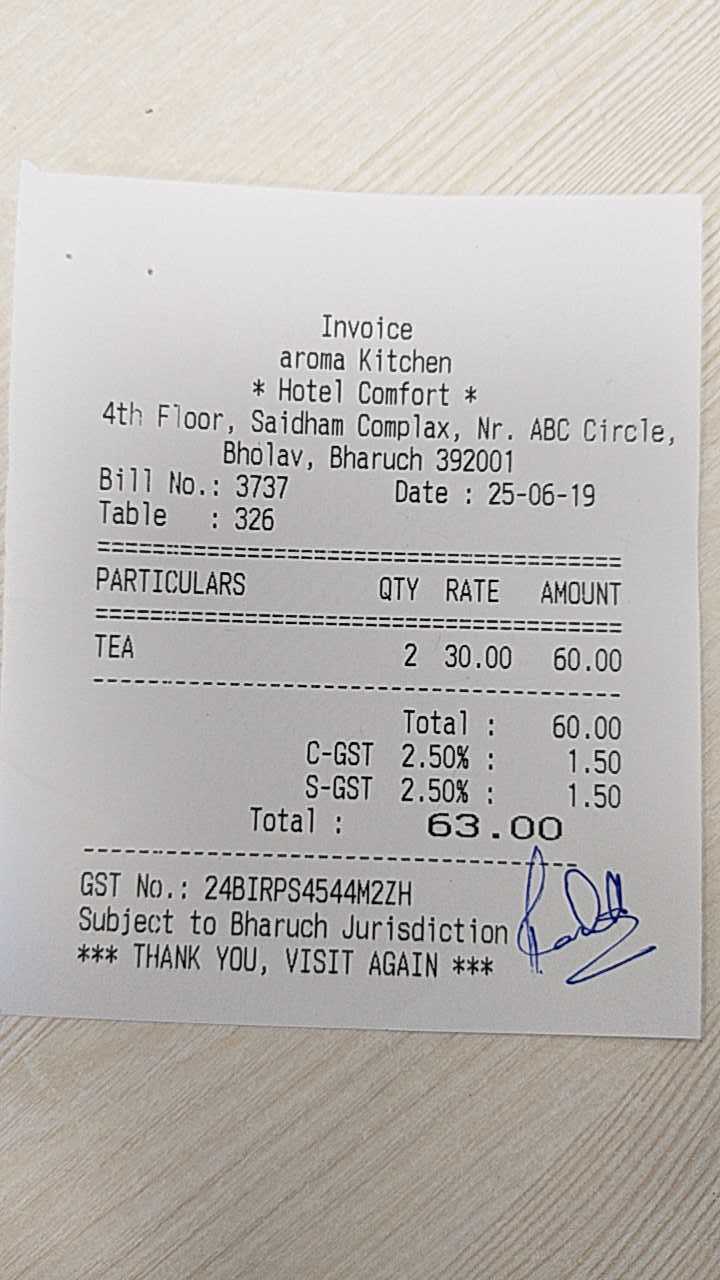 Invoice
aroma Kitchen
* Hotel Comfort *
4th Floor, Saidham Complax, Nr. ABC Circle,
Bholav, Bharuch 392001
Bill No.: 3737 Date : 25-06-19
Table : 326
PARTICULARS QTY RATE AMOUNT
TEA 2 30.00 60.00
Total : 60.00
C-GST 2.50% : 1.50
S-GST 2.50% : 1.50
Total : 63.00
GST No.: 24BIRPS4544M2ZH
Subject to Bharuch Jurisdiction
*** THANK YOU, VISIT AGAIN ***